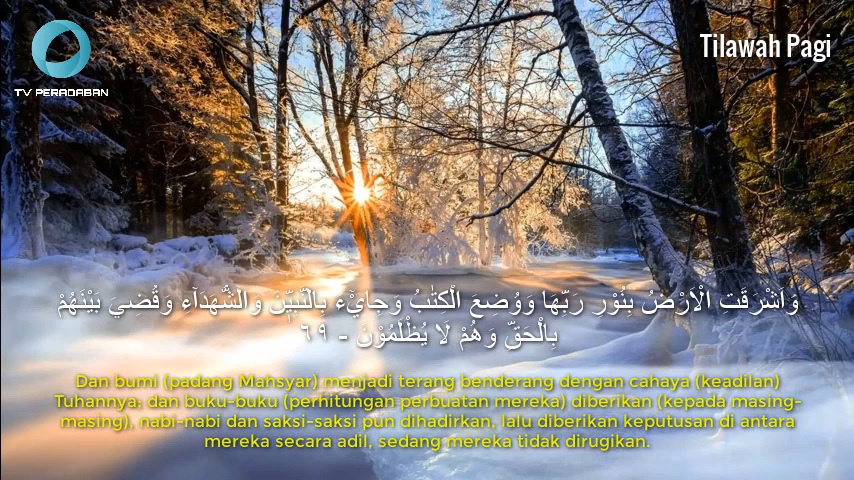 Tilawah Pagi
TV PERADABAN
وَاَشْرَقَتِ الْاَرْضُ بِنُوْرِ رَبِّهَا وَوُضِعَ الْكِتٰبُ وَجِايْۤءَ بِالنَّبِيّٖنَ وَالشُّهَدَاۤءِ وَقُضِيَ بَيْنَهُمْ
بِالْحَقِّ وَهُمْ لَا يُظْلَمُوْنَ - ٦٩
Dan bumi (padang Mahsyar) menjadi terang benderang dengan cahaya (keadilan)
Tuhannya; dan buku-buku (perhitungan perbuatan mereka) diberikan (kepada masing-
masing), nabi-nabi dan saksi-saksi pun dihadirkan, lalu diberikan keputusan di antara
mereka secara adil, sedang mereka tidak dirugikan.